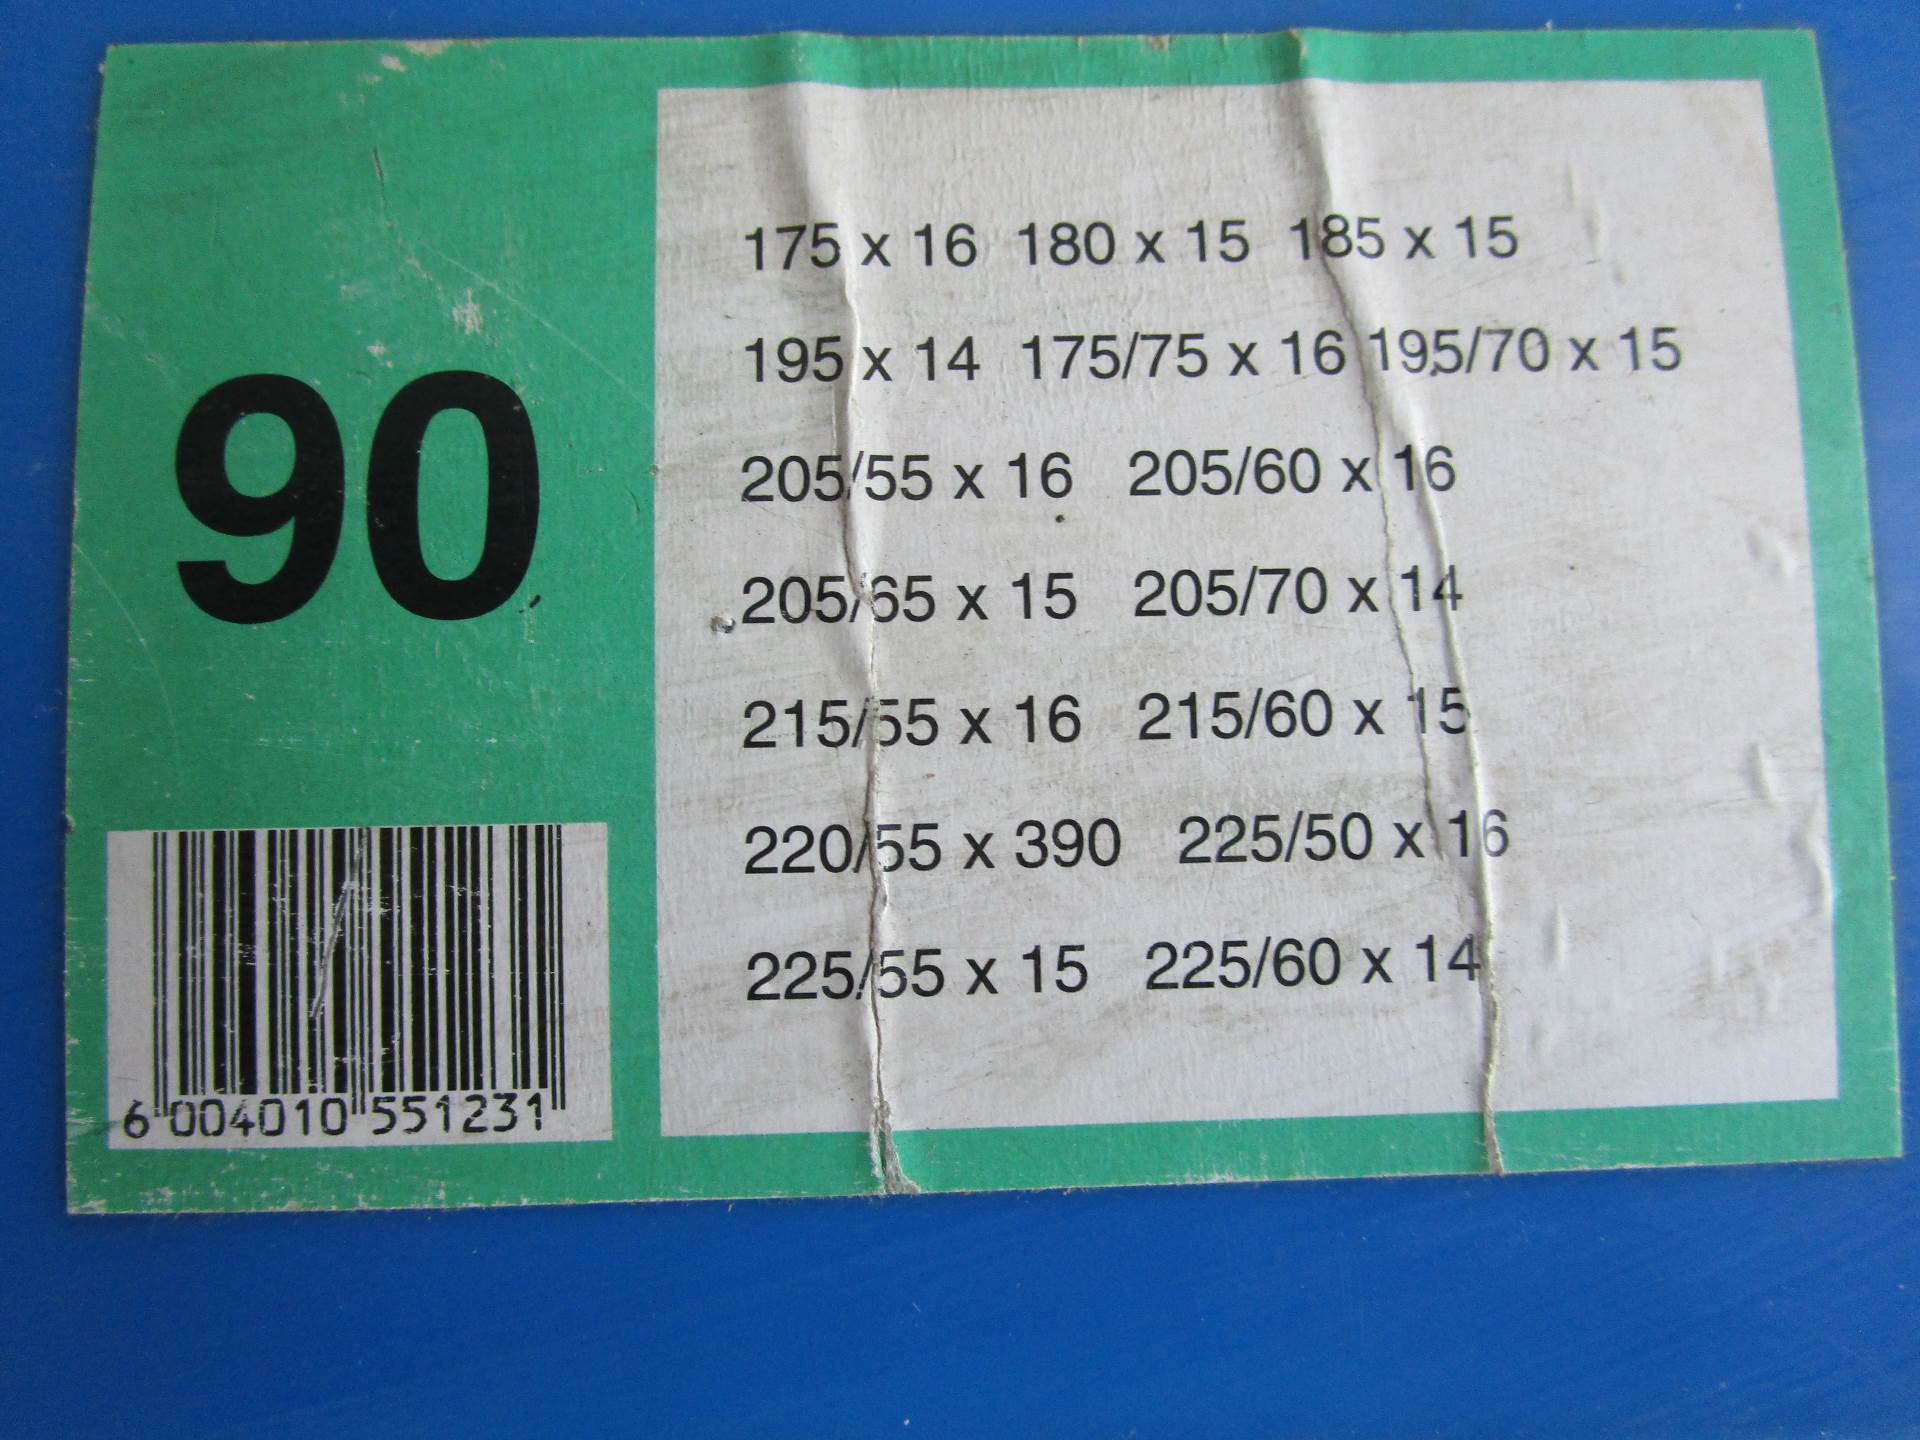 90
175 x 16 180 x 15 185 x 15
195 x 14 175/75 x 16 195/70 x 15
205/55 x 16 205/60 x 16
205/65 x 15 205/70 x 14
215/55 x 16 215/60 x 15
220/55 x 390 225/50 x 16
225/55 x 15 225/60 x 14
6 004010 551231